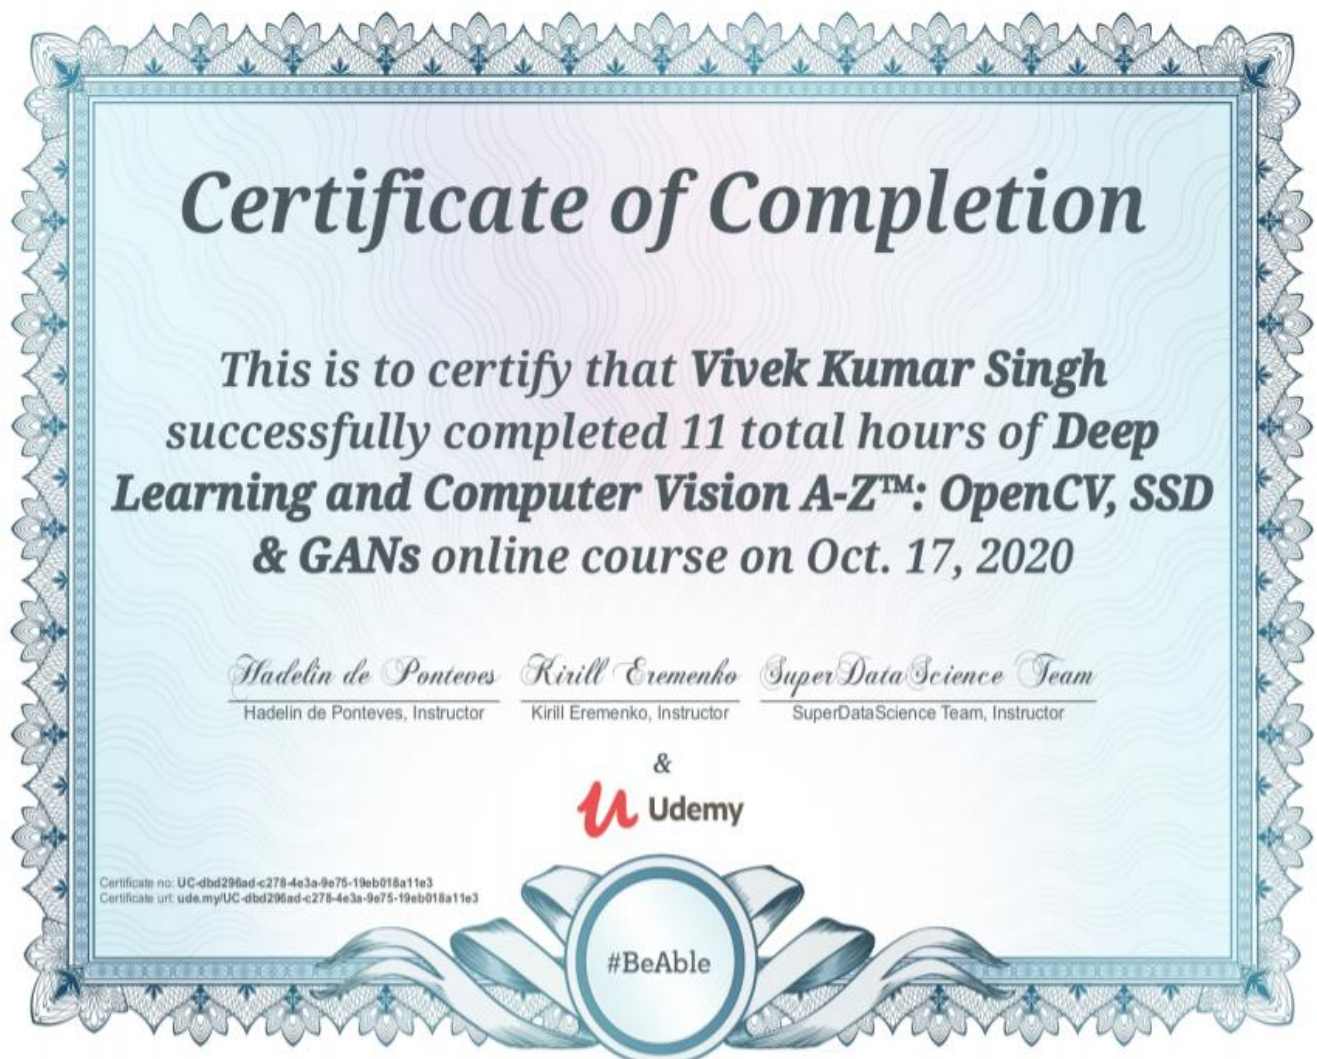 Certificate of Completion
This is to certify that Vivek Kumar Singh
successfully completed 11 total hours of Deep
Learning and Computer Vision A-Z™: OpenCV, SSD
& GANs online course on Oct. 17, 2020
Hadelin de Ponteves Kirill Eremenko SuperDataScience Team
Hadelin de Ponteves, Instructor Kirill Eremenko, Instructor SuperDataScience Team, Instructor
&
Udemy
Certificate no: UC-dbd296ad-c278-4e3a-9e75-19eb018a11e3
Certificate url: ude.my/UC-dbd296ad-c278-4e3a-9e75-19eb018a11e3
#BeAble